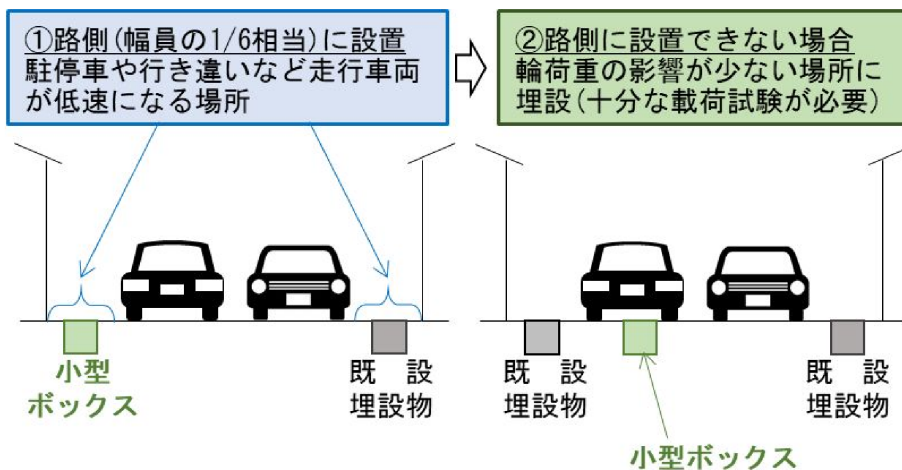 ①路側(幅員の1/6相当)に設置
駐停車や行き違いなど走行車両
が低速になる場所
②路側に設置できない場合
輪荷重の影響が少ない場所に
埋設(十分な載荷試験が必要)
小型
ボックス
既 設
埋設物
既 設
埋設物
小型ボックス
既 設
埋設物